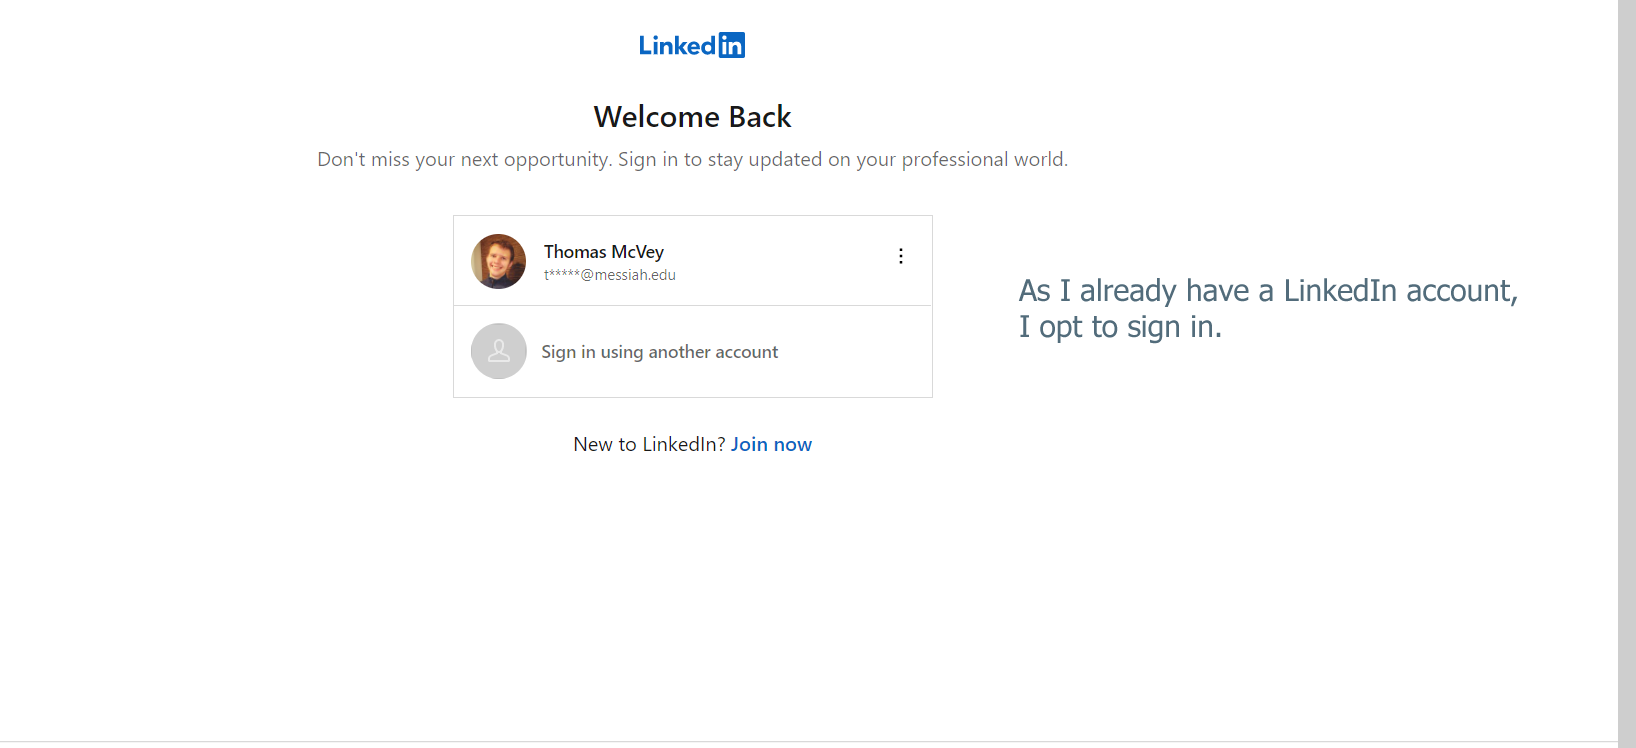 Linkedin
Welcome Back
Don't miss your next opportunity. Sign in to stay updated on your professional world.
Thomas McVey
t*****@messiah.edu
As I already have a LinkedIn account,
I opt to sign in.
Sign in using another account
New to LinkedIn? Join now